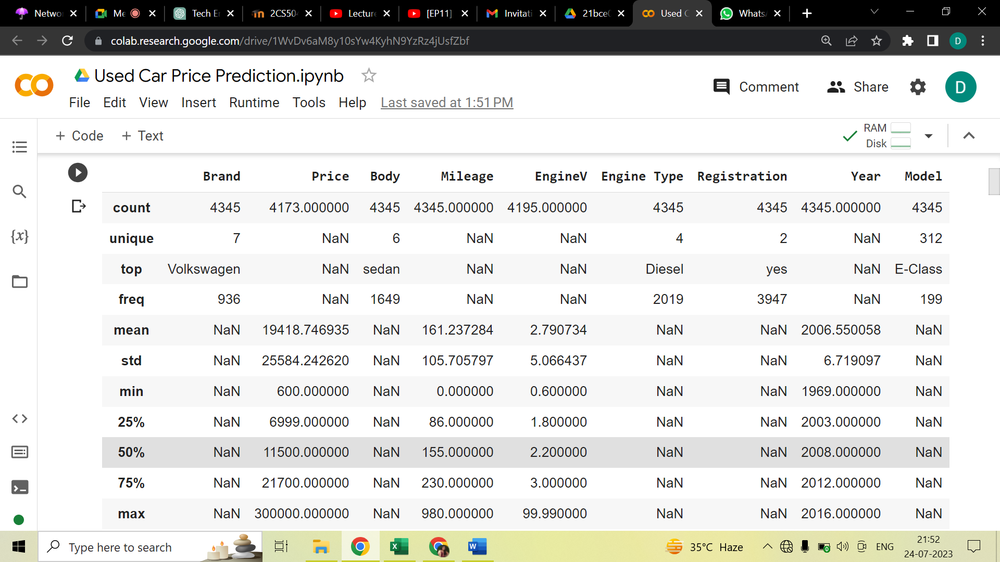 Netwo Me Tech E 2CS50 Lecture [EP11] Invitati 21bce Used C Whats
colab.research.google.com/drive/1WvDv6aM8y10sYw4KyhN9YzRz4jUsfZbf D
Used Car Price Prediction.ipynb
Comment Share D
File Edit View Insert Runtime Tools Help Last saved at 1:51 PM
+ Code + Text RAM
Disk
Brand Price Body Mileage EngineV Engine Type Registration Year Model
count 4345 4173.000000 4345 4345.000000 4195.000000 4345 4345 4345.000000 4345
unique 7 NaN 6 NaN NaN 4 2 NaN 312
top Volkswagen NaN sedan NaN NaN Diesel yes NaN E-Class
freq 936 NaN 1649 NaN NaN 2019 3947 NaN 199
mean NaN 19418.746935 NaN 161.237284 2.790734 NaN NaN 2006.550058 NaN
std NaN 25584.242620 NaN 105.705797 5.066437 NaN NaN 6.719097 NaN
min NaN 600.000000 NaN 0.000000 0.600000 NaN NaN 1969.000000 NaN
25% NaN 6999.000000 NaN 86.000000 1.800000 NaN NaN 2003.000000 NaN
50% NaN 11500.000000 NaN 155.000000 2.200000 NaN NaN 2008.000000 NaN
75% NaN 21700.000000 NaN 230.000000 3.000000 NaN NaN 2012.000000 NaN
max NaN 300000.000000 NaN 980.000000 99.990000 NaN NaN 2016.000000 NaN
{x}
Type here to search 35°C Haze ENG 21:52
24-07-2023